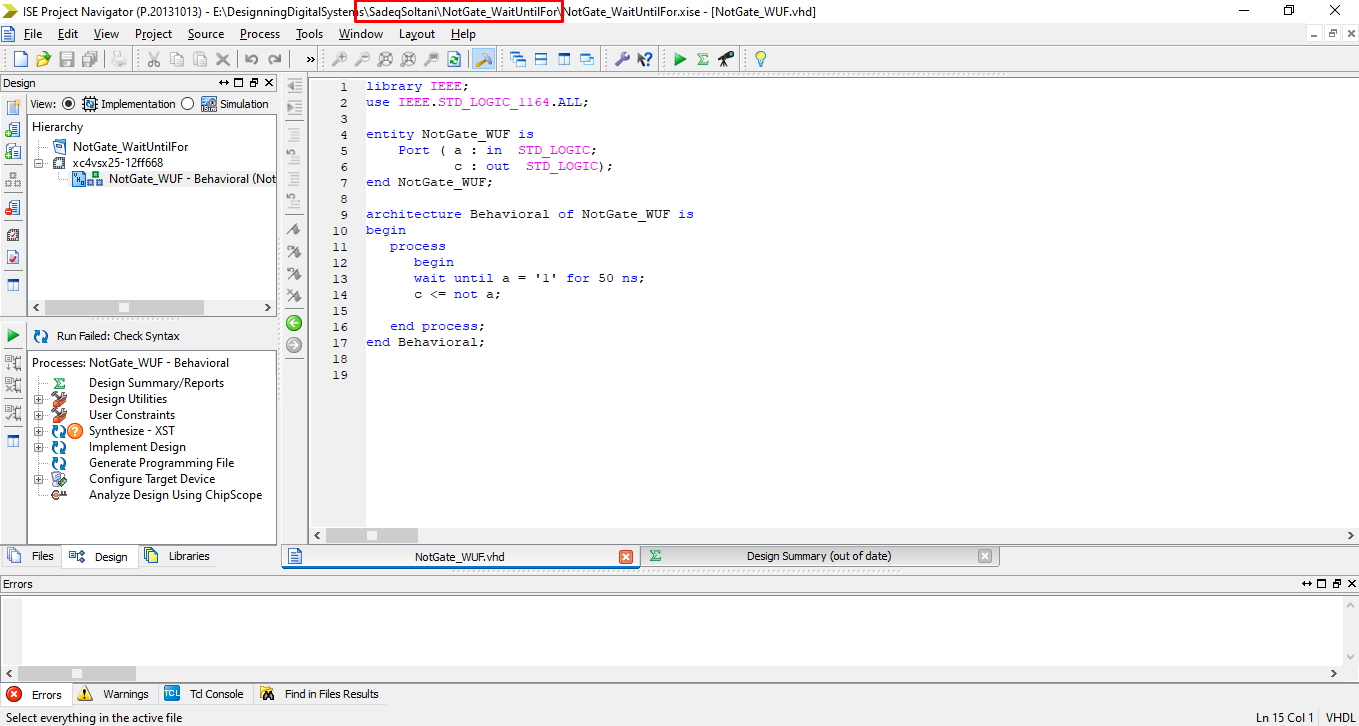 ISE Project Navigator (P.20131013) - E:\DesignningDigitalSystems\SadeqSoltani\NotGate_WaitUntilFor\NotGate_WaitUntilFor.xise - [NotGate_WUF.vhd]
File Edit View Project Source Process Tools Window Layout Help
»
Design
View: Implementation Simulation
Hierarchy
NotGate_WaitUntilFor
xc4vsx25-12ff668
NotGate_WUF - Behavioral (Not
Run Failed: Check Syntax
Processes: NotGate_WUF - Behavioral
Design Summary/Reports
Design Utilities
User Constraints
Synthesize - XST
Implement Design
Generate Programming File
Configure Target Device
Analyze Design Using ChipScope
Files Design Libraries
1 library IEEE;
2 use IEEE.STD_LOGIC_1164.ALL;
3
4 entity NotGate_WUF is
5 Port ( a : in STD_LOGIC;
6 c : out STD_LOGIC);
7 end NotGate_WUF;
8
9 architecture Behavioral of NotGate_WUF is
10 begin
11 process
12 begin
13 wait until a = '1' for 50 ns;
14 c <= not a;
15
16 end process;
17 end Behavioral;
18
19
NotGate_WUF.vhd Design Summary (out of date)
Errors
Errors Warnings Tcl Console Find in Files Results
Select everything in the active file Ln 15 Col 1 VHDL